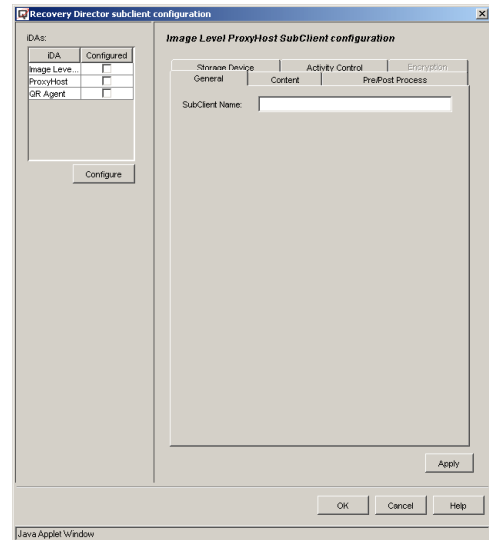 Recovery Director subclient configuration
iDAs:
iDA Configured
Image Leve...
ProxyHost
QR Agent
Configure
Image Level ProxyHost SubClient configuration
Storage Device Activity Control Encryption
General Content Pre/Post Process
SubClient Name:
Apply
OK Cancel Help
Java Applet Window